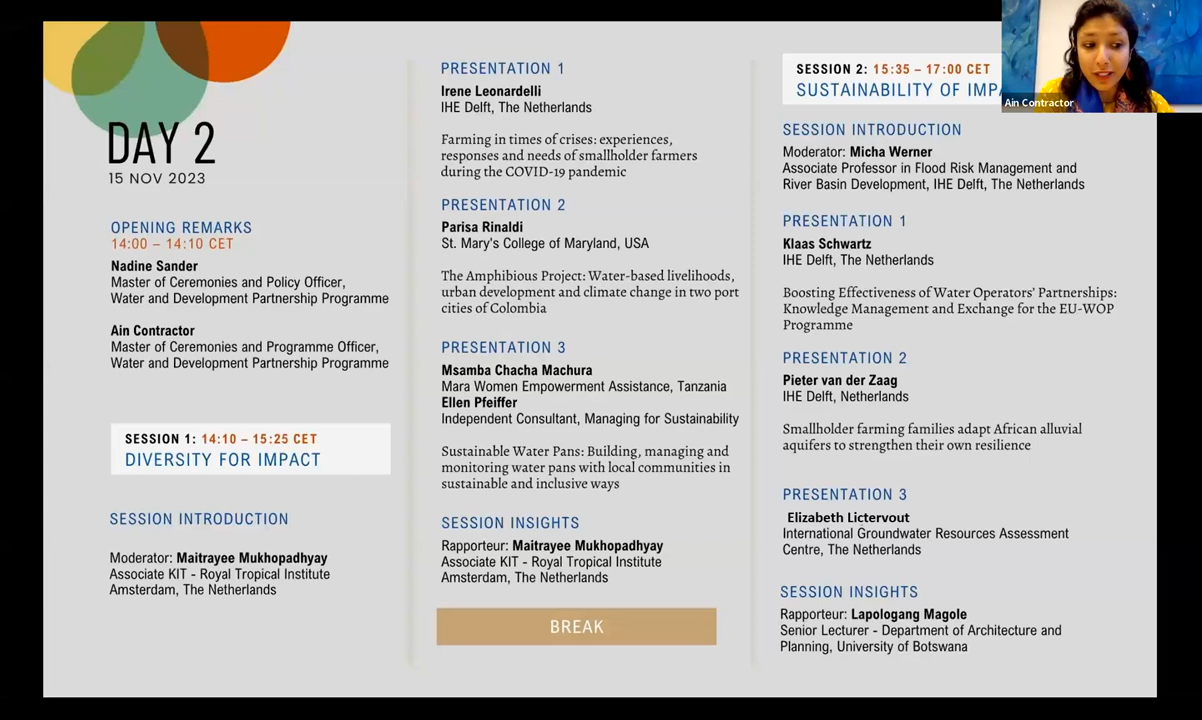 DAY 2
15 NOV 2023
OPENING REMARKS
14:00 – 14:10 CET
Nadine Sander
Master of Ceremonies and Policy Officer,
Water and Development Partnership Programme
Ain Contractor
Master of Ceremonies and Programme Officer,
Water and Development Partnership Programme
SESSION 1: 14:10 – 15:25 CET
DIVERSITY FOR IMPACT
SESSION INTRODUCTION
Moderator: Maitrayee Mukhopadhyay
Associate KIT - Royal Tropical Institute
Amsterdam, The Netherlands
PRESENTATION 1
Irene Leonardelli
IHE Delft, The Netherlands
Farming in times of crises: experiences,
responses and needs of smallholder farmers
during the COVID-19 pandemic
PRESENTATION 2
Parisa Rinaldi
St. Mary's College of Maryland, USA
The Amphibious Project: Water-based livelihoods,
urban development and climate change in two port
cities of Colombia
PRESENTATION 3
Msamba Chacha Machura
Mara Women Empowerment Assistance, Tanzania
Ellen Pfeiffer
Independent Consultant, Managing for Sustainability
Sustainable Water Pans: Building, managing and
monitoring water pans with local communities in
sustainable and inclusive ways
SESSION INSIGHTS
Rapporteur: Maitrayee Mukhopadhyay
Associate KIT - Royal Tropical Institute
Amsterdam, The Netherlands
BREAK
SESSION 2: 15:35 – 17:00 CET
SUSTAINABILITY OF IMPA
Ain Contractor
SESSION INTRODUCTION
Moderator: Micha Werner
Associate Professor in Flood Risk Management and
River Basin Development, IHE Delft, The Netherlands
PRESENTATION 1
Klaas Schwartz
IHE Delft, The Netherlands
Boosting Effectiveness of Water Operators' Partnerships:
Knowledge Management and Exchange for the EU-WOP
Programme
PRESENTATION 2
Pieter van der Zaag
IHE Delft, Netherlands
Smallholder farming families adapt African alluvial
aquifers to strengthen their own resilience
PRESENTATION 3
Elizabeth Lictervout
International Groundwater Resources Assessment
Centre, The Netherlands
SESSION INSIGHTS
Rapporteur: Lapologang Magole
Senior Lecturer - Department of Architecture and
Planning, University of Botswana